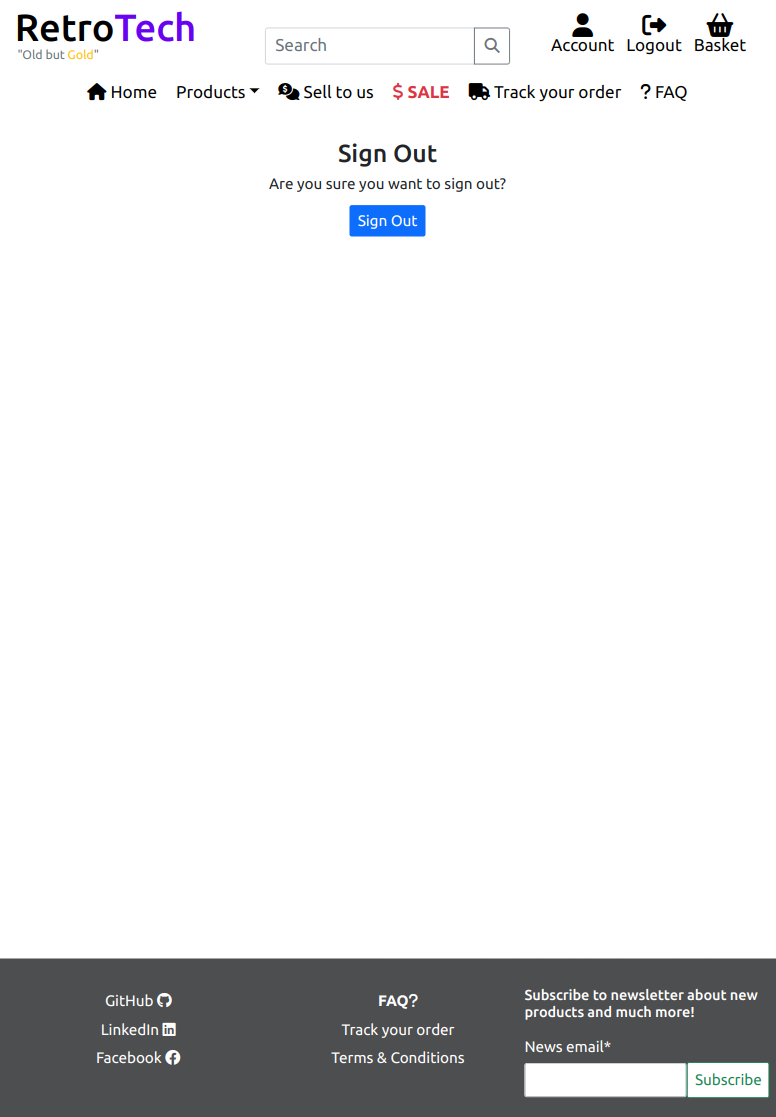 RetroTech
"Old but Gold"
Search
Account Logout Basket
Home Products Sell to us $ SALE Track your order ? FAQ
Sign Out
Are you sure you want to sign out?
Sign Out
GitHub
LinkedIn
Facebook
FAQ?
Track your order
Terms & Conditions
Subscribe to newsletter about new
products and much more!
News email*
Subscribe